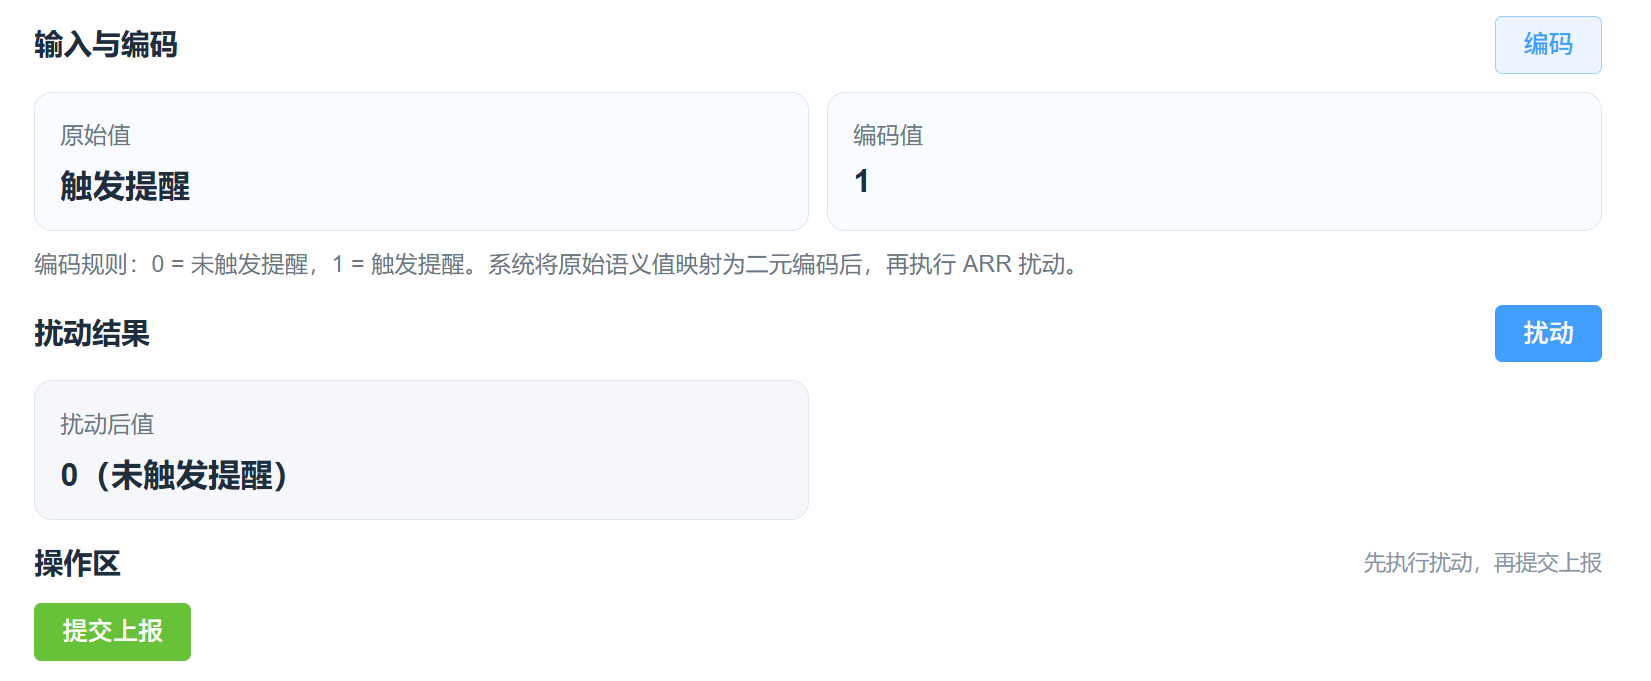 输入与编码
编码
原始值
触发提醒
编码值
1
编码规则：0 = 未触发提醒，1 = 触发提醒。系统将原始语义值映射为二元编码后，再执行 ARR 扰动。
扰动结果
扰动
扰动后值
0（未触发提醒）
操作区
先执行扰动，再提交上报
提交上报